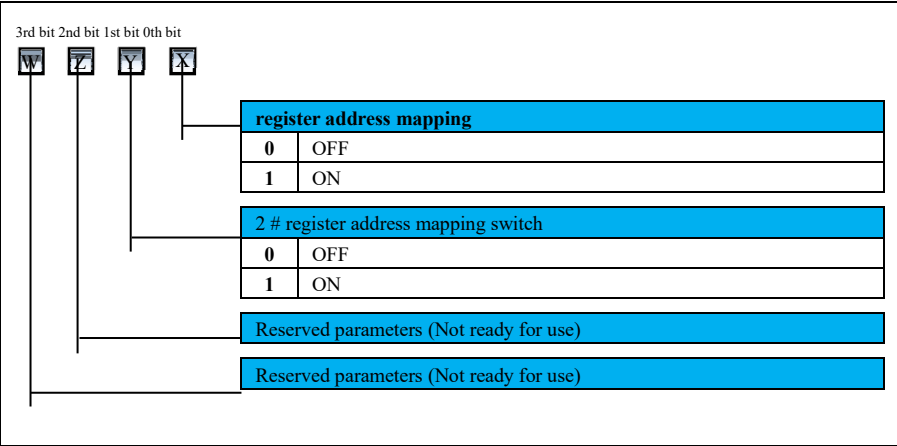 3rd bit 2nd bit 1st bit 0th bit
W Z Y X
register address mapping
0 OFF
1 ON
2 # register address mapping switch
0 OFF
1 ON
Reserved parameters (Not ready for use)
Reserved parameters (Not ready for use)